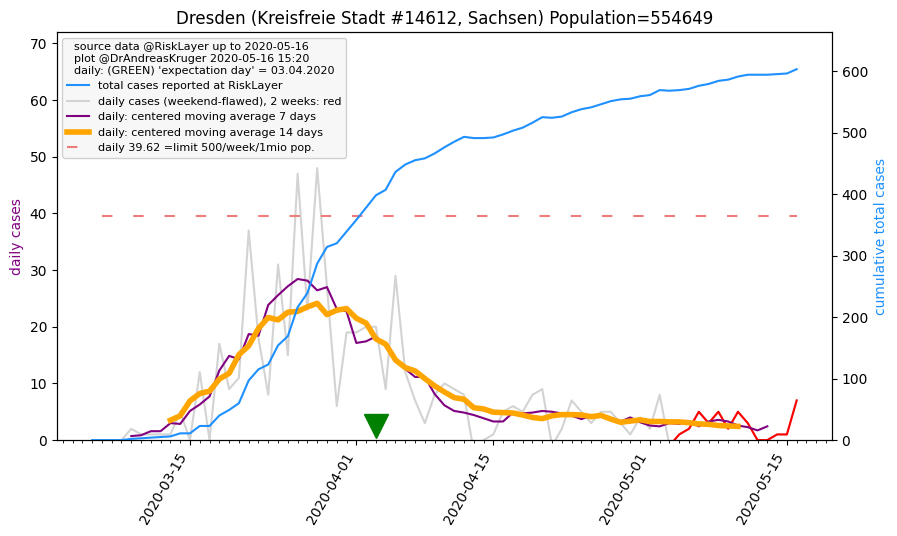 Dresden (Kreisfreie Stadt #14612, Sachsen) Population=554649
source data @RiskLayer up to 2020-05-16
plot @DrAndreasKruger 2020-05-16 15:20
daily: (GREEN) 'expectation day' = 03.04.2020
total cases reported at RiskLayer
daily cases (weekend-flawed), 2 weeks: red
daily: centered moving average 7 days
daily: centered moving average 14 days
daily 39.62 =limit 500/week/1mio pop.
daily cases
70
60
50
40
30
20
10
0
cumulative total cases
600
500
400
300
200
100
0
2020-03-15
2020-04-01
2020-04-15
2020-05-01
2020-05-15